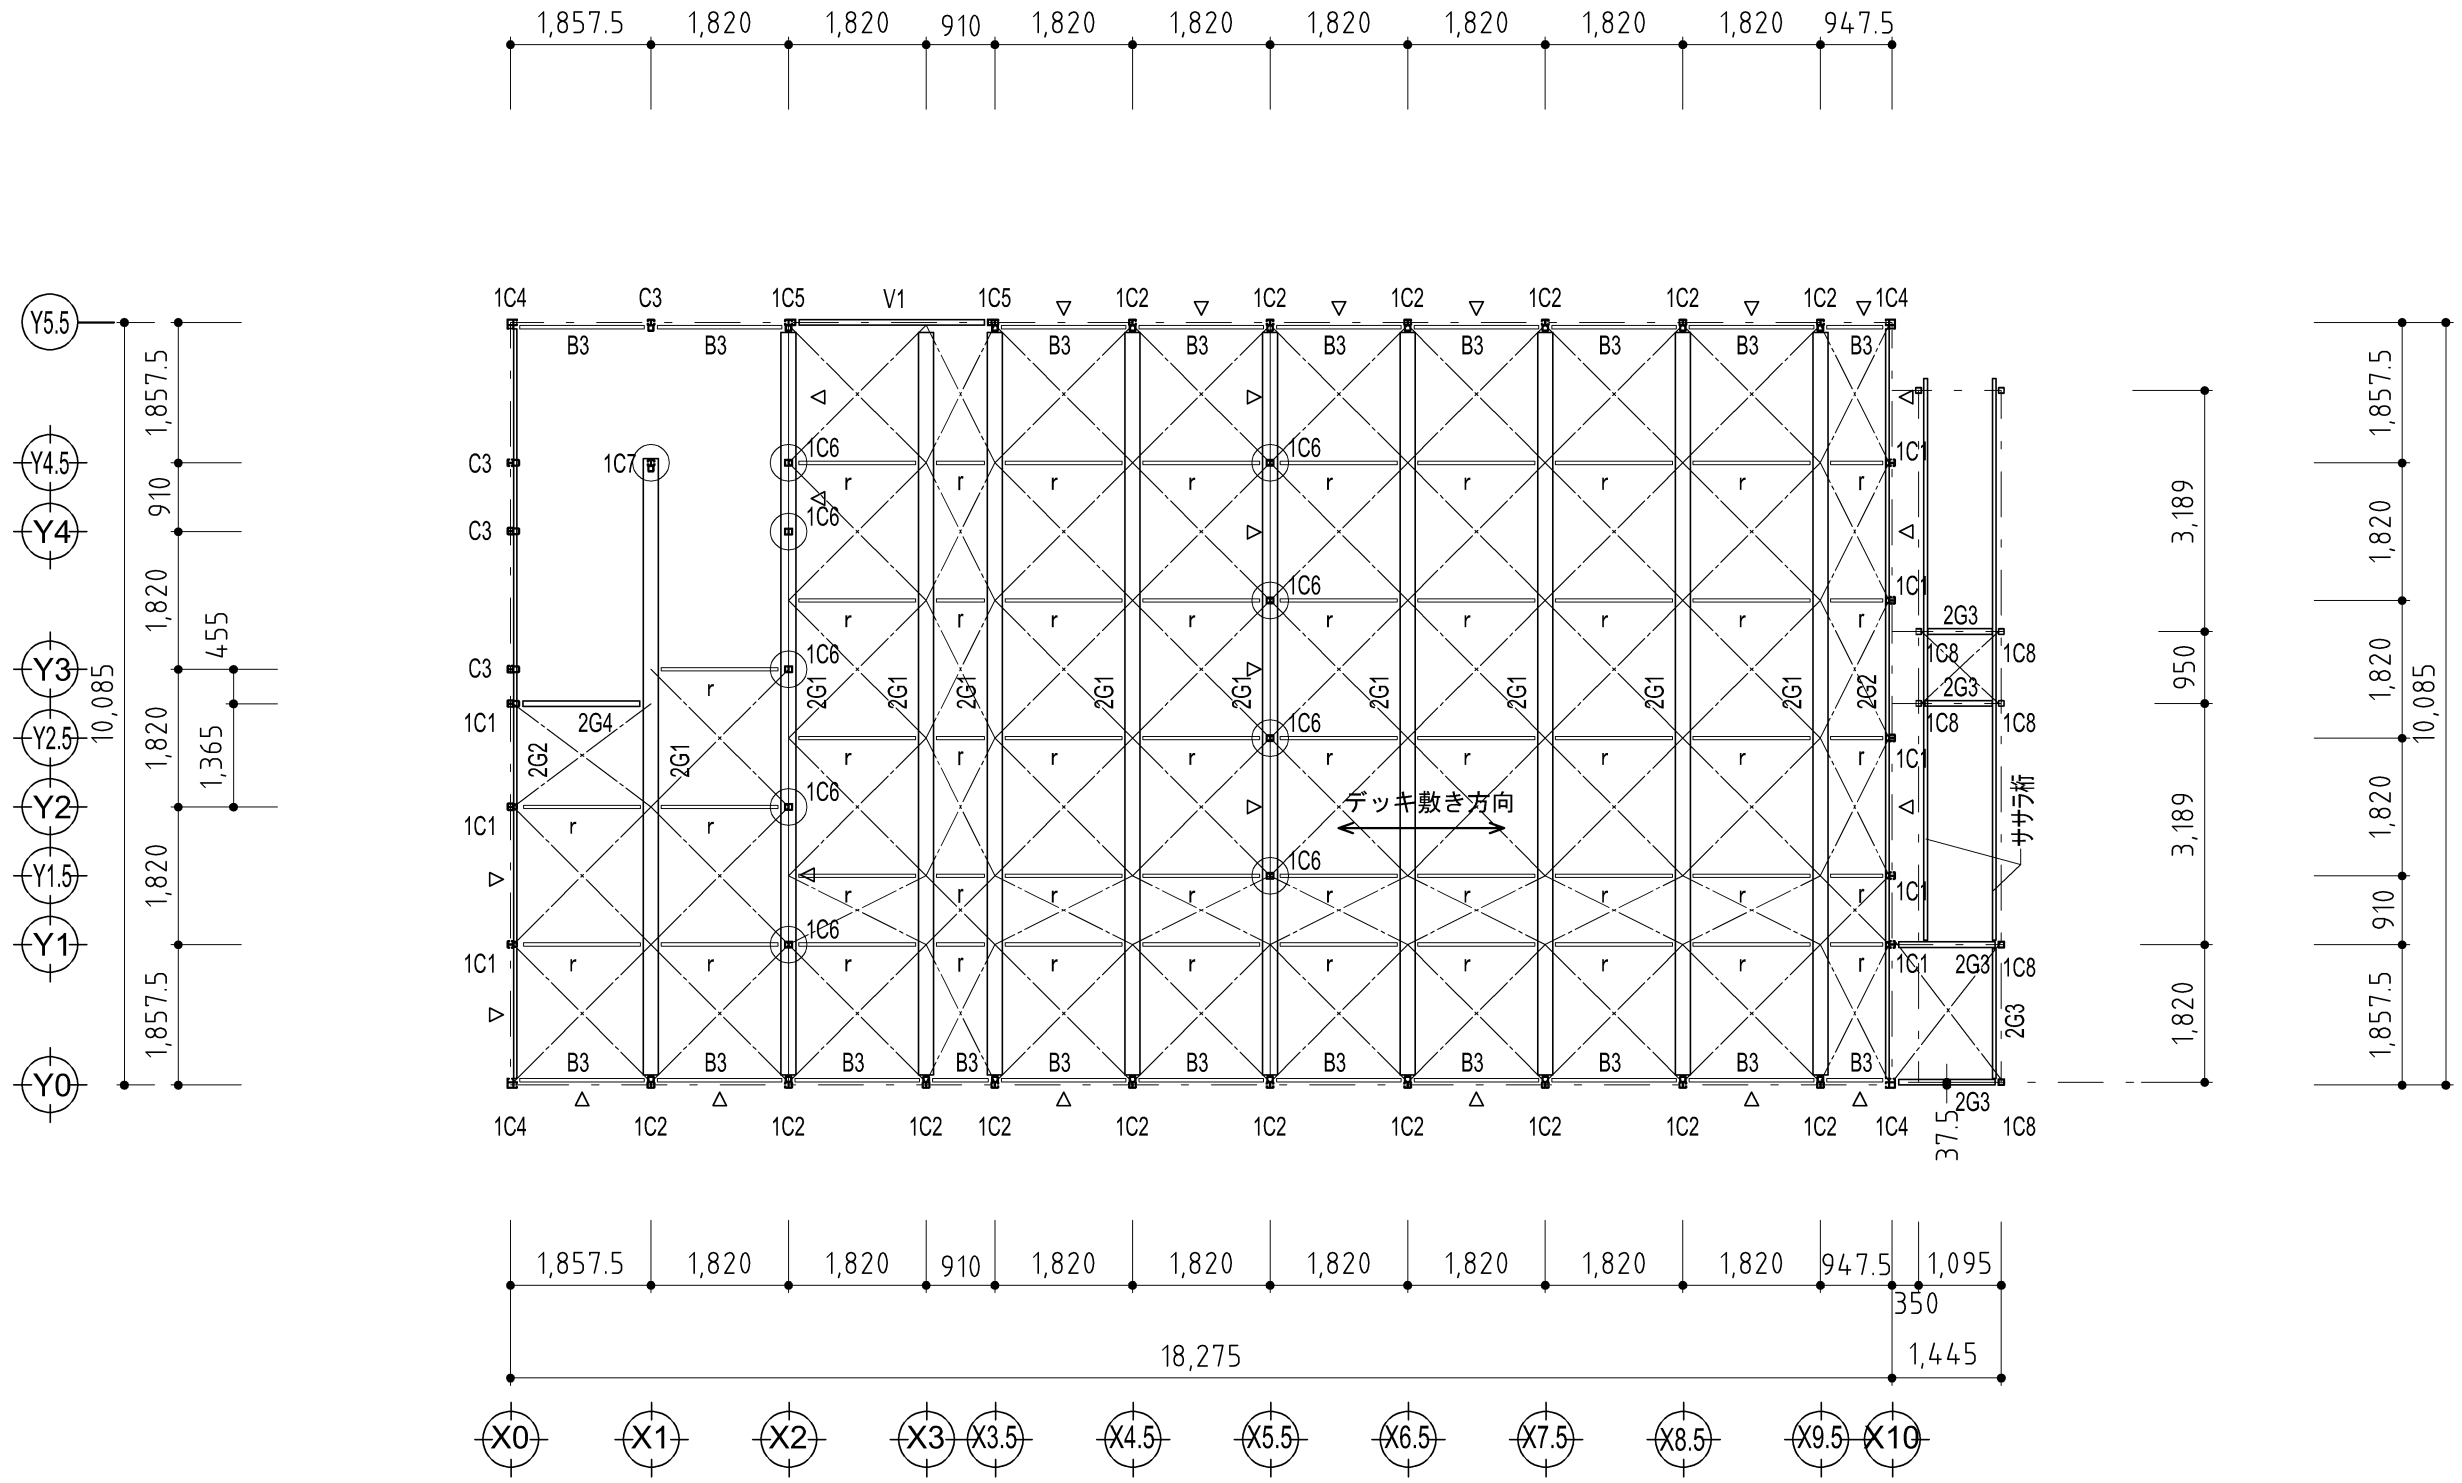 1,857.5 1,820 1,820 910 1,820 1,820 1,820 1,820 1,820 1,820 947.5
1C4 C3 1C5 V1 1C5 1C2 1C2 1C2 1C2 1C2 1C2 1C4
Y5.5
B3 B3 B3 B3 B3 B3 B3 B3 B3
1,857.5 1,857.5
1C6 1C6 1C1
Y4.5 C3 1C7
r r r r r r r r r
910
1C6
Y4 C3
3,189 1,820
1C6 1C1
1,820 455
r r r r r r r r r
2G3
1C6
1C8 1C8
Y3 C3
10,085
950 1,820 10,085
r
2G1 2G1 2G1 2G1 2G1 2G1 2G1 2G1 2G1 2G2
2G3
1C1 2G4
1C8 1C8
Y2.5
1,820 1,365
2G2 2G1
1C6 1C1
r r r r r r r r r
1C6
Y2
デッキ敷き方向
ササラ桁
3,189 1,820
1C1 r r
1C6
Y1.5
1,820
r r r r r r r r r
1C1
910
1C6
Y1
1C1 r r r r r r r r r r r
1C1 2G3 1C8
1,857.5
2G3
1,820 1,857.5
B3 B3 B3 B3 B3 B3 B3 B3 B3 B3 B3
Y0
2G3
37.5
1C4 1C2 1C2 1C2 1C2 1C2 1C2 1C2 1C2 1C2 1C2 1C4 1C8
1,857.5 1,820 1,820 910 1,820 1,820 1,820 1,820 1,820 1,820 947.5 1,095
350
18,275 1,445
X0 X1 X2 X3 X3.5 X4.5 X5.5 X6.5 X7.5 X8.5 X9.5 X10